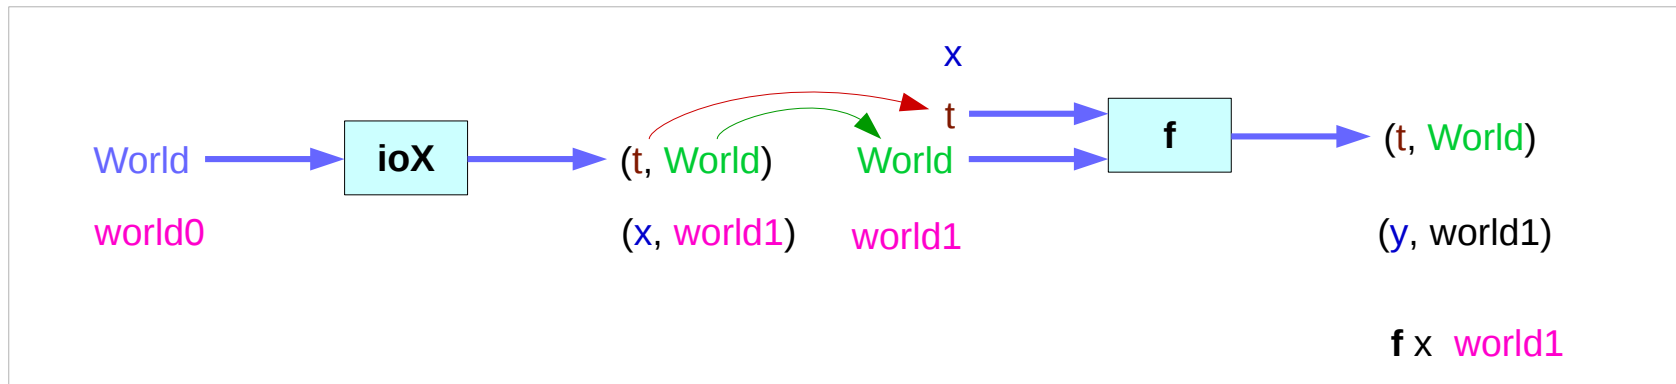 x
t
World
ioX
(t, World)
World
f
(t, World)
world0
(x, world1)
world1
(y, world1)
f x world1